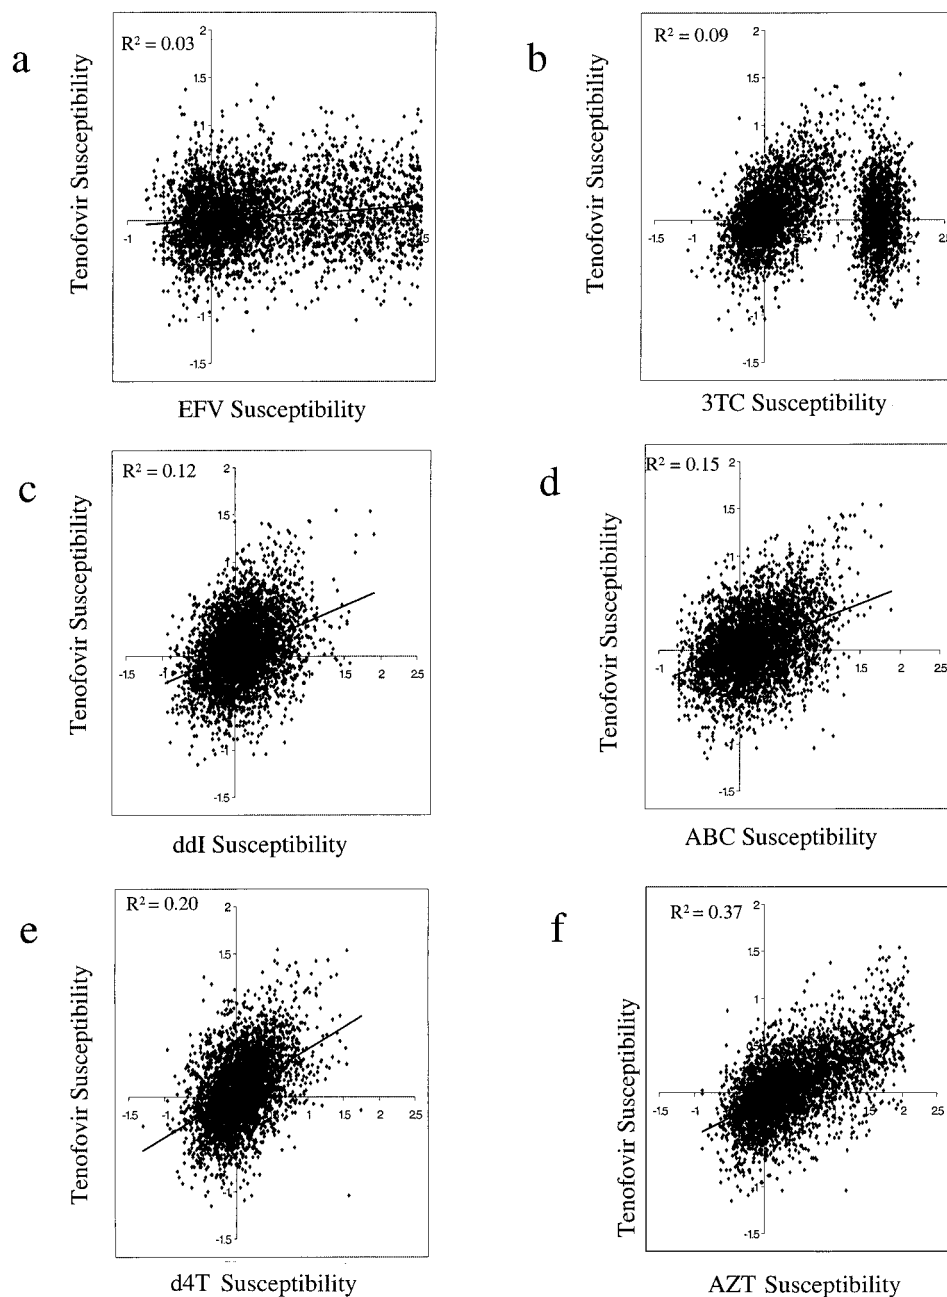 a
R² = 0.03
Tenofovir Susceptibility
2
1.5
1
-1
-1
-1.5
EFV Susceptibility
b
R² = 0.09
Tenofovir Susceptibility
2
1.5
1
-1.5
-1
1
2
2.5
-1
-1.5
3TC Susceptibility
c
R² = 0.12
Tenofovir Susceptibility
2
1.5
-1.5
-1
1.5
2
2.5
-1
-1.5
ddI Susceptibility
d
R² = 0.15
Tenofovir Susceptibility
2
1.5
1
-1
1.5
2
2.5
-1
-1.5
ABC Susceptibility
e
R² = 0.20
Tenofovir Susceptibility
2
1.5
-1.5
-1
1
1.5
2
2.5
-1
-1.5
d4T Susceptibility
f
R² = 0.37
Tenofovir Susceptibility
2
1.5
1
-1.5
-1
1
1.5
2
2.5
-1.5
AZT Susceptibility